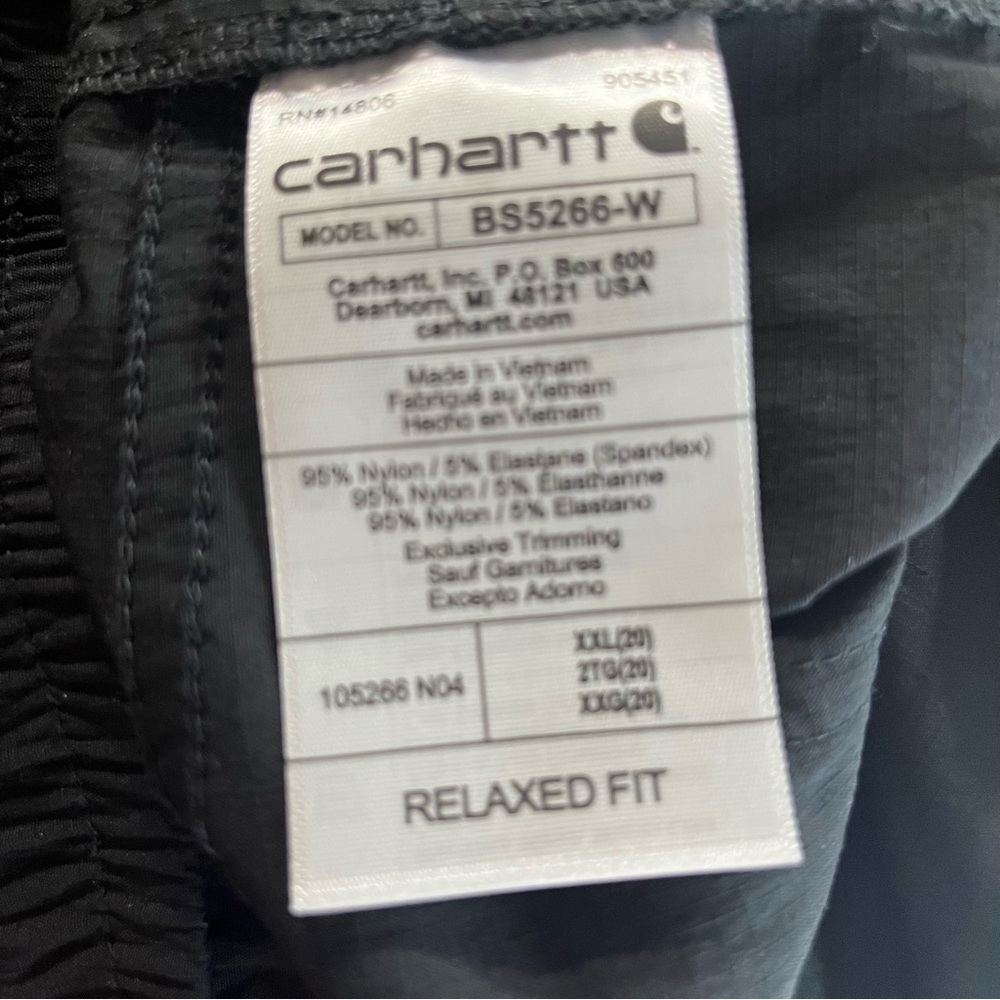 RN#14806 905451
carhartt
MODEL NO. BS5266-W
Carhartt, Inc. P.O. Box 600
Dearborn, MI 48121 USA
carhartt.com
Made in Vietnam
Fabriqué au Vietnam
Hecho en Vietnam
95% Nylon / 5% Elastane (Spandex)
95% Nylon / 5% Élasthanne
95% Nylon / 5% Elastano
Exclusive Trimming
Sauf Garnitures
Excepto Adorno
105266 N04
XXL(20)
2TG(20)
XXG(20)
RELAXED FIT